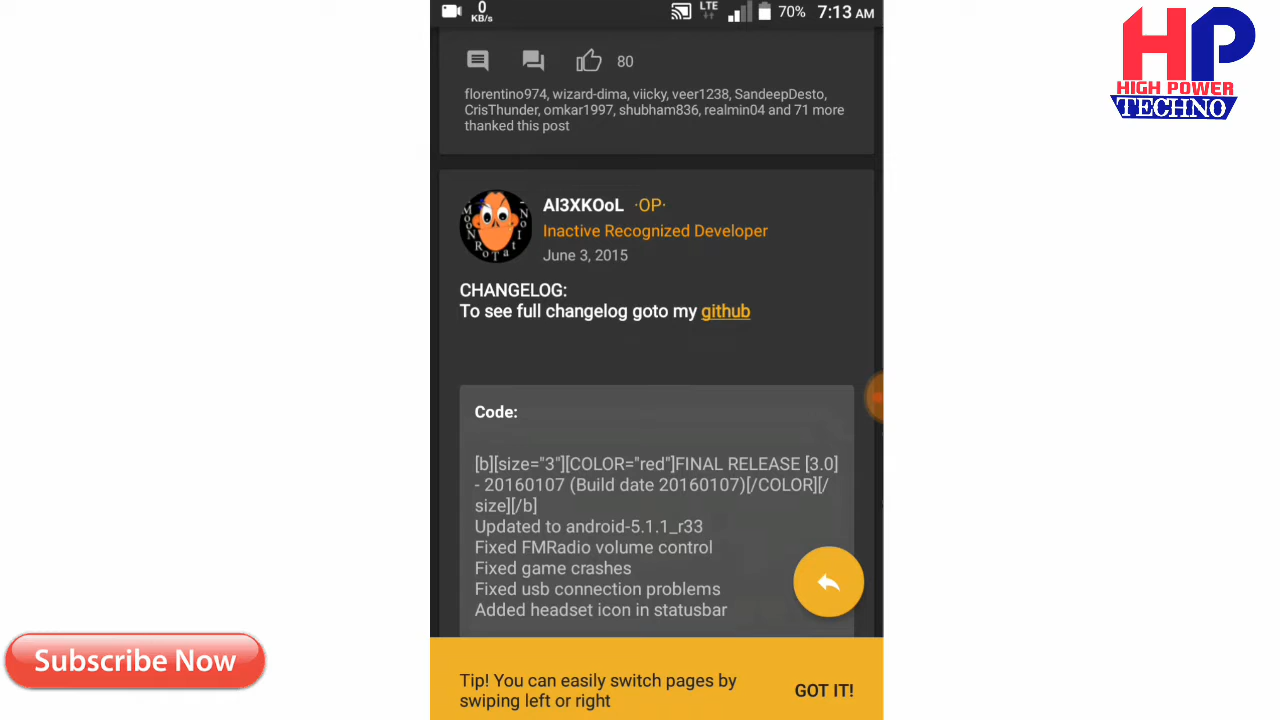 0
KB/s
LTE
70%
7:13 AM
HP
HIGH POWER
TECHNO
80
florentino974, wizard-dima, viicky, veer1238, SandeepDesto,
CrisThunder, omkar1997, shubham836, realmin04 and 71 more
thanked this post
Al3XKOoL ·OP·
Inactive Recognized Developer
June 3, 2015
CHANGELOG:
To see full changelog goto my github
Code:
[b][size="3"][COLOR="red"]FINAL RELEASE [3.0]
- 20160107 (Build date 20160107)[/COLOR][/
size][/b]
Updated to android-5.1.1_r33
Fixed FMRadio volume control
Fixed game crashes
Fixed usb connection problems
Added headset icon in statusbar
Subscribe Now
Tip! You can easily switch pages by
swiping left or right
GOT IT!